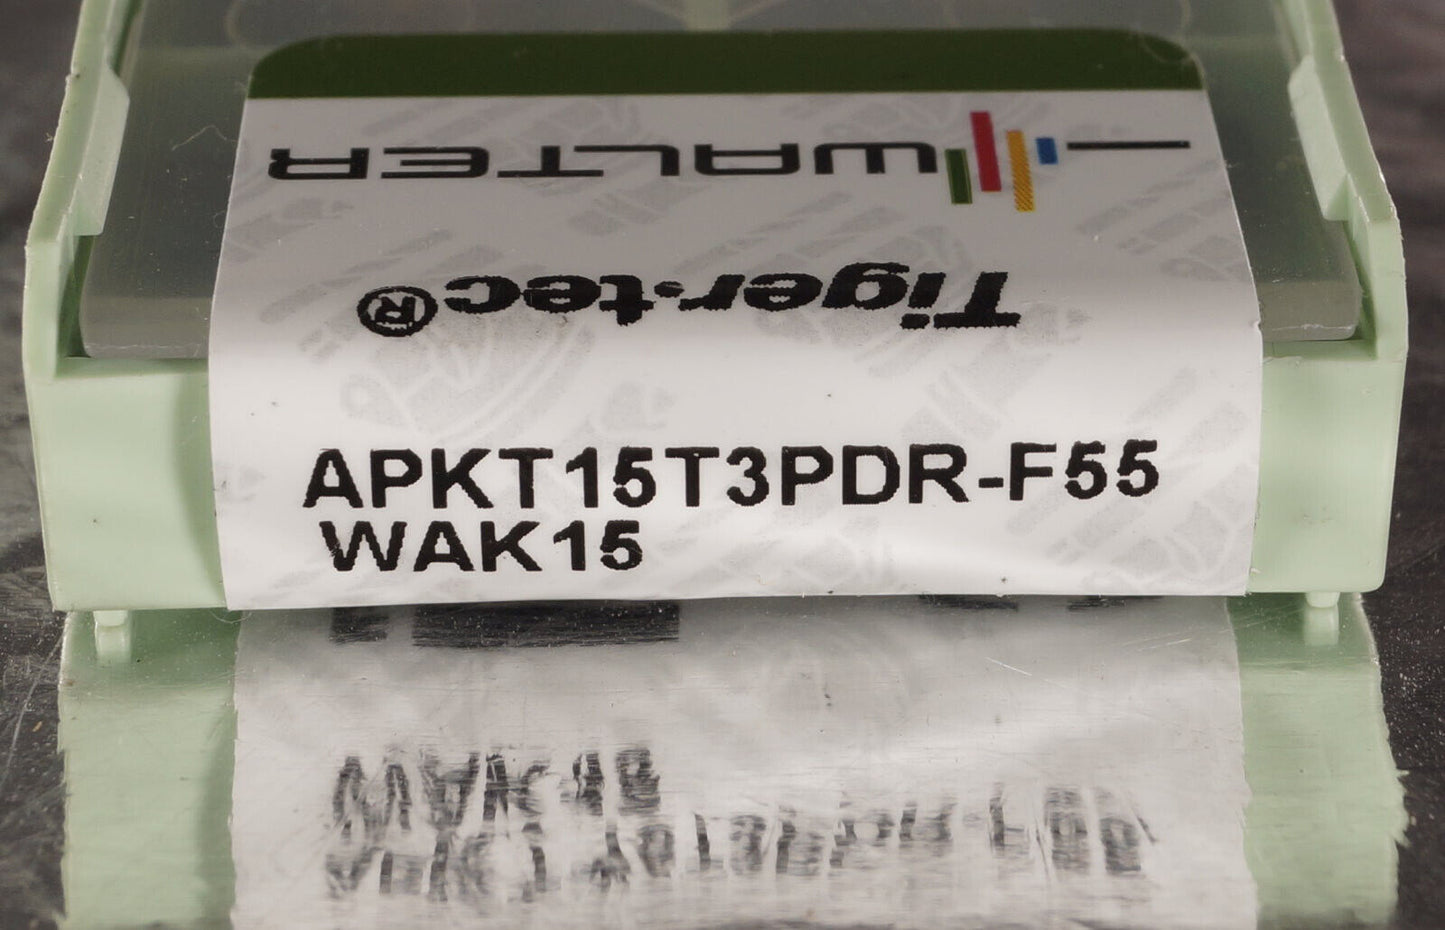 WALTER
Tiger·tec®
APKT15T3PDR-F55
WAK15